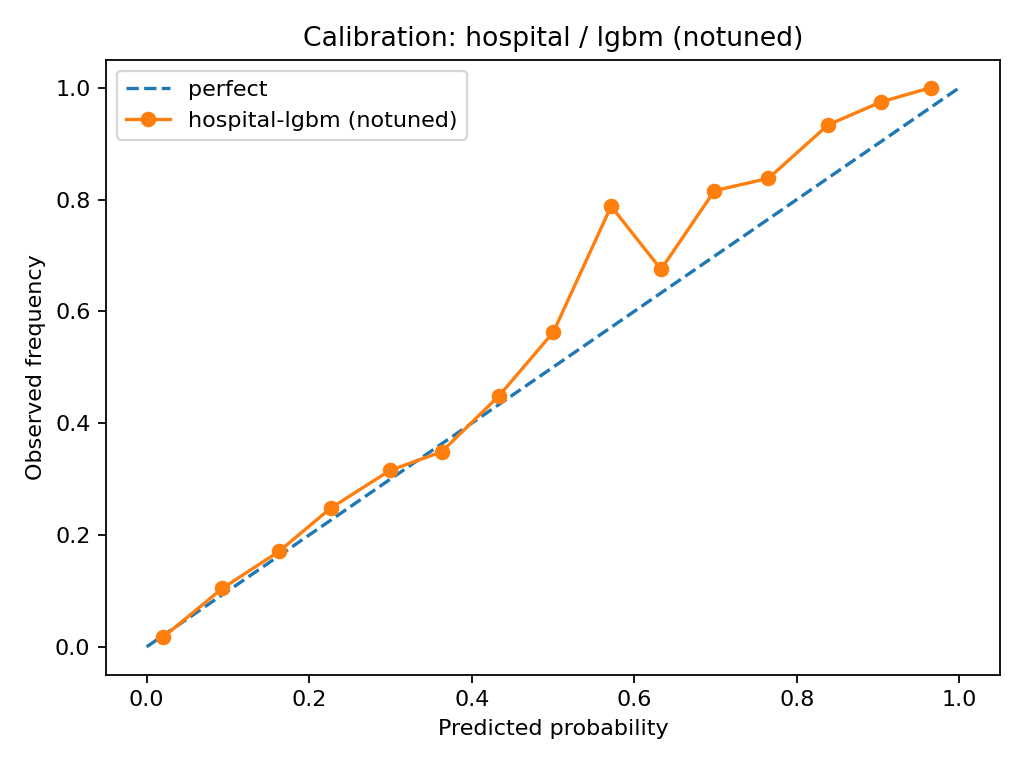 Calibration: hospital / lgbm (notuned)
perfect
hospital-lgbm (notuned)
1.0
0.8
0.6
0.4
0.2
0.0
Observed frequency
0.0 0.2 0.4 0.6 0.8 1.0
Predicted probability